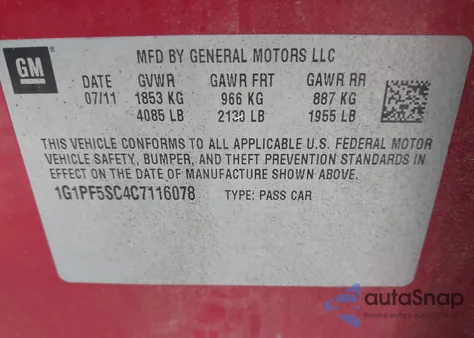 GM
MFD BY GENERAL MOTORS LLC
DATE GVWR GAWR FRT GAWR RR
07/11 1853 KG 966 KG 887 KG
4085 LB 2130 LB 1955 LB
THIS VEHICLE CONFORMS TO ALL APPLICABLE U.S. FEDERAL MOTOR
VEHICLE SAFETY, BUMPER, AND THEFT PREVENTION STANDARDS IN
EFFECT ON THE DATE OF MANUFACTURE SHOWN ABOVE.
1G1PF5SC4C7116078 TYPE: PASS CAR
autoSnap